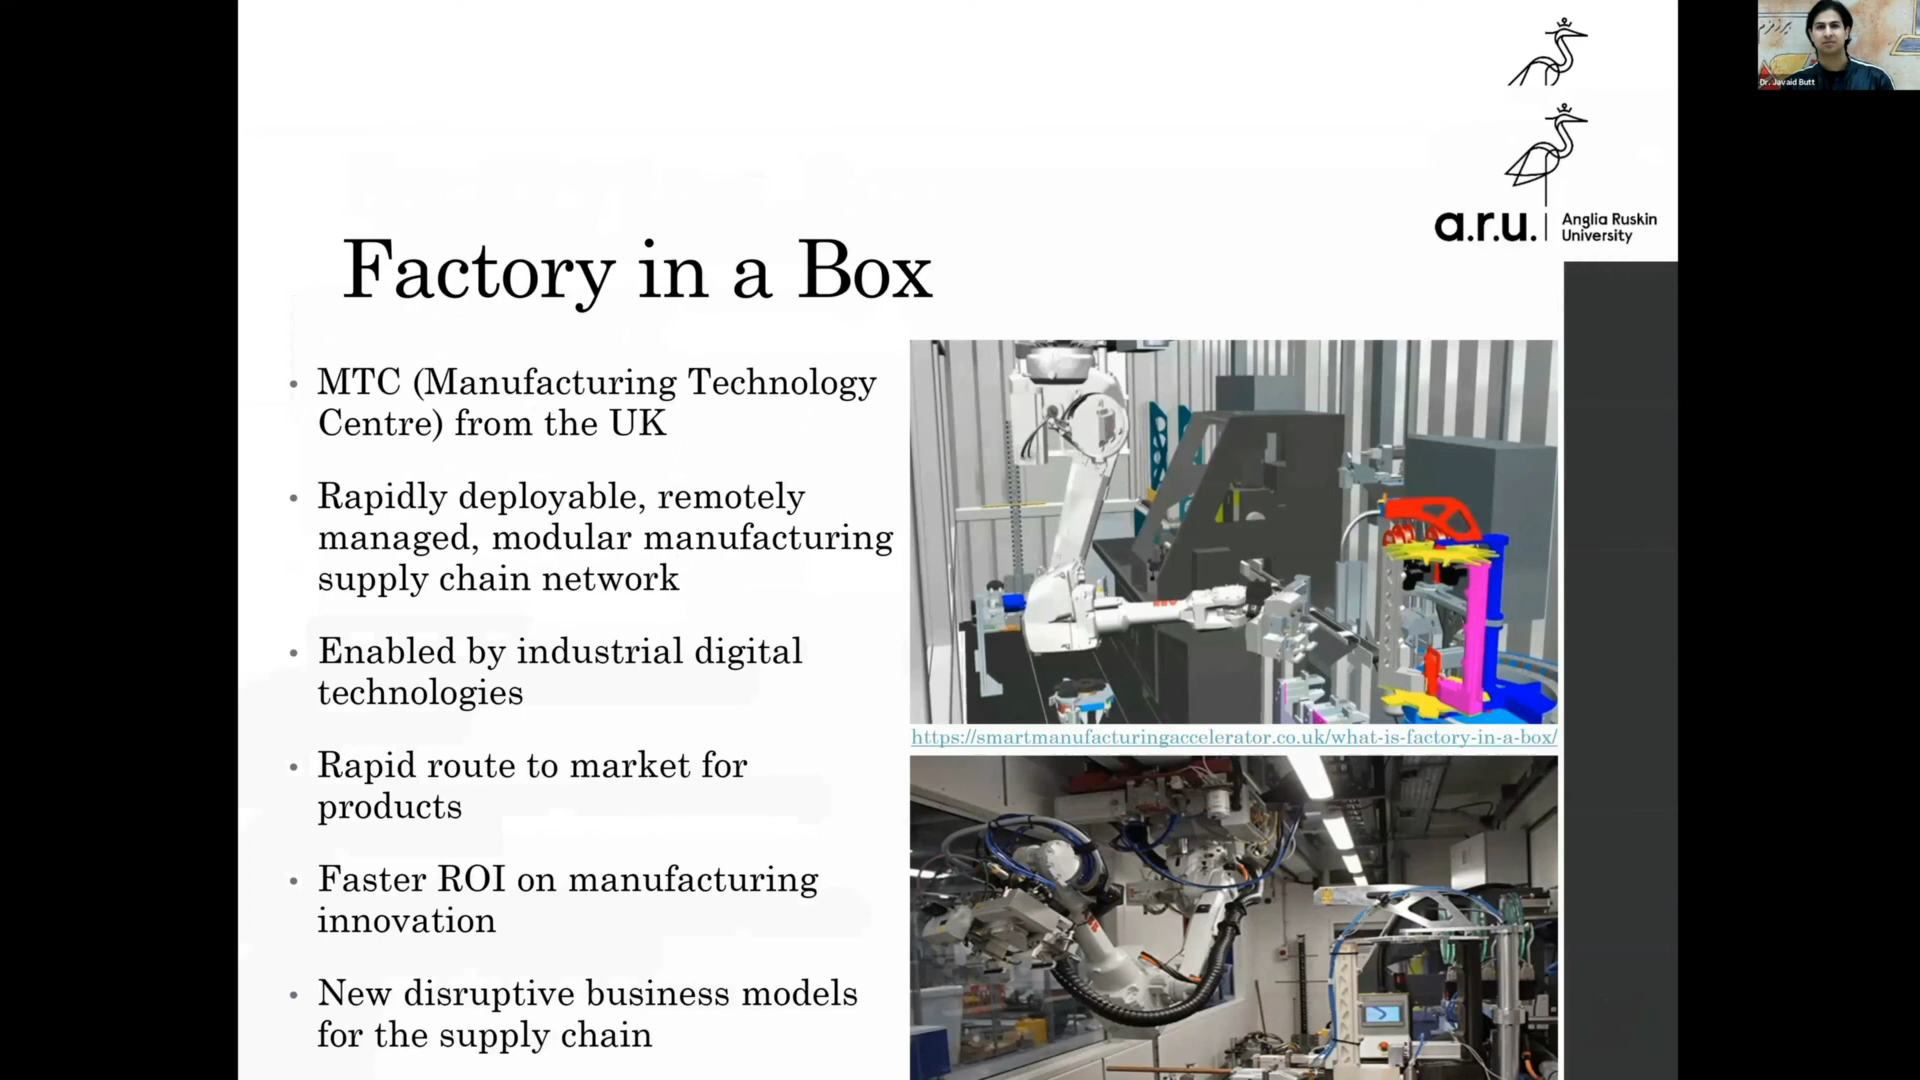 Dr. Javaid Butt
a.r.u.
Anglia Ruskin
University
Factory in a Box
• MTC (Manufacturing Technology
Centre) from the UK
• Rapidly deployable, remotely
managed, modular manufacturing
supply chain network
• Enabled by industrial digital
technologies
• Rapid route to market for
products
• Faster ROI on manufacturing
innovation
• New disruptive business models
for the supply chain
https://smartmanufacturingaccelerator.co.uk/what-is-factory-in-a-box/